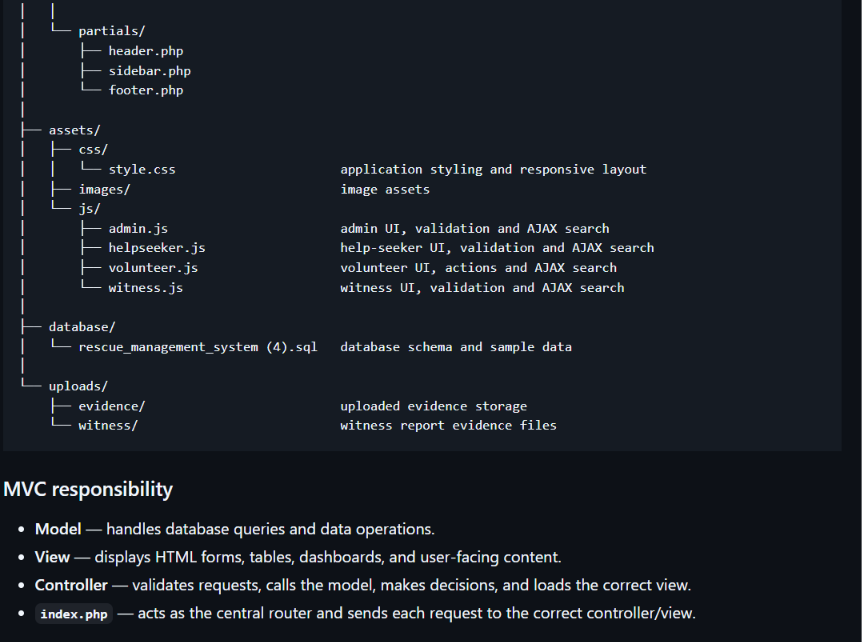 │   │
│   └── partials/
│       ├── header.php
│       ├── sidebar.php
│       └── footer.php
│
├── assets/
│   ├── css/
│   │   └── style.css                      application styling and responsive layout
│   ├── images/                            image assets
│   └── js/
│       ├── admin.js                       admin UI, validation and AJAX search
│       ├── helpseeker.js                  help-seeker UI, validation and AJAX search
│       ├── volunteer.js                   volunteer UI, actions and AJAX search
│       └── witness.js                     witness UI, validation and AJAX search
│
├── database/
│   └── rescue_management_system (4).sql   database schema and sample data
│
└── uploads/
    ├── evidence/                          uploaded evidence storage
    └── witness/                           witness report evidence files
MVC responsibility
• Model — handles database queries and data operations.
• View — displays HTML forms, tables, dashboards, and user-facing content.
• Controller — validates requests, calls the model, makes decisions, and loads the correct view.
• index.php — acts as the central router and sends each request to the correct controller/view.